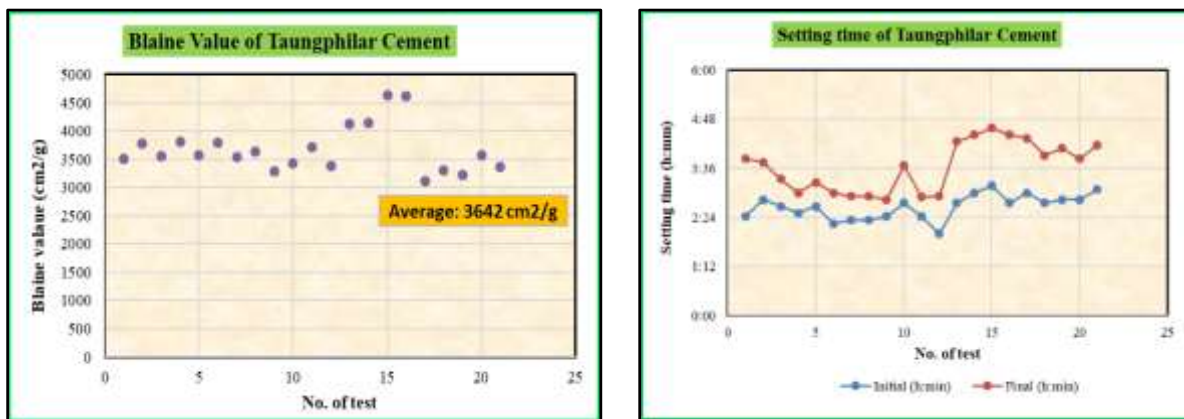 Blaine Value of Taungphilar Cement
5000
4500
4000
3500
3000
2500
2000
1500
1000
500
0
Blaine valaue (cm2/g)
Average: 3642 cm2/g
0 5 10 15 20 25
No. of test
Setting time of Taungphilar Cement
6:00
4:48
3:36
2:24
1:12
0:00
Setting time (h:mm)
0 5 10 15 20 25
No. of test
Initial (h:min) Final (h:min)